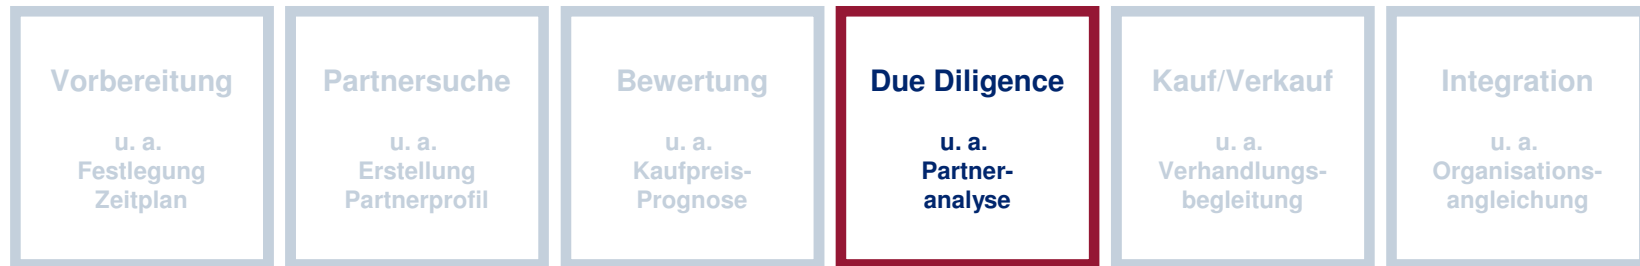 Vorbereitung
u. a.
Festlegung
Zeitplan
Partnersuche
u. a.
Erstellung
Partnerprofil
Bewertung
u. a.
Kaufpreis-
Prognose
Due Diligence
u. a.
Partner-
analyse
Kauf/Verkauf
u. a.
Verhandlungs-
begleitung
Integration
u. a.
Organisations-
angleichung